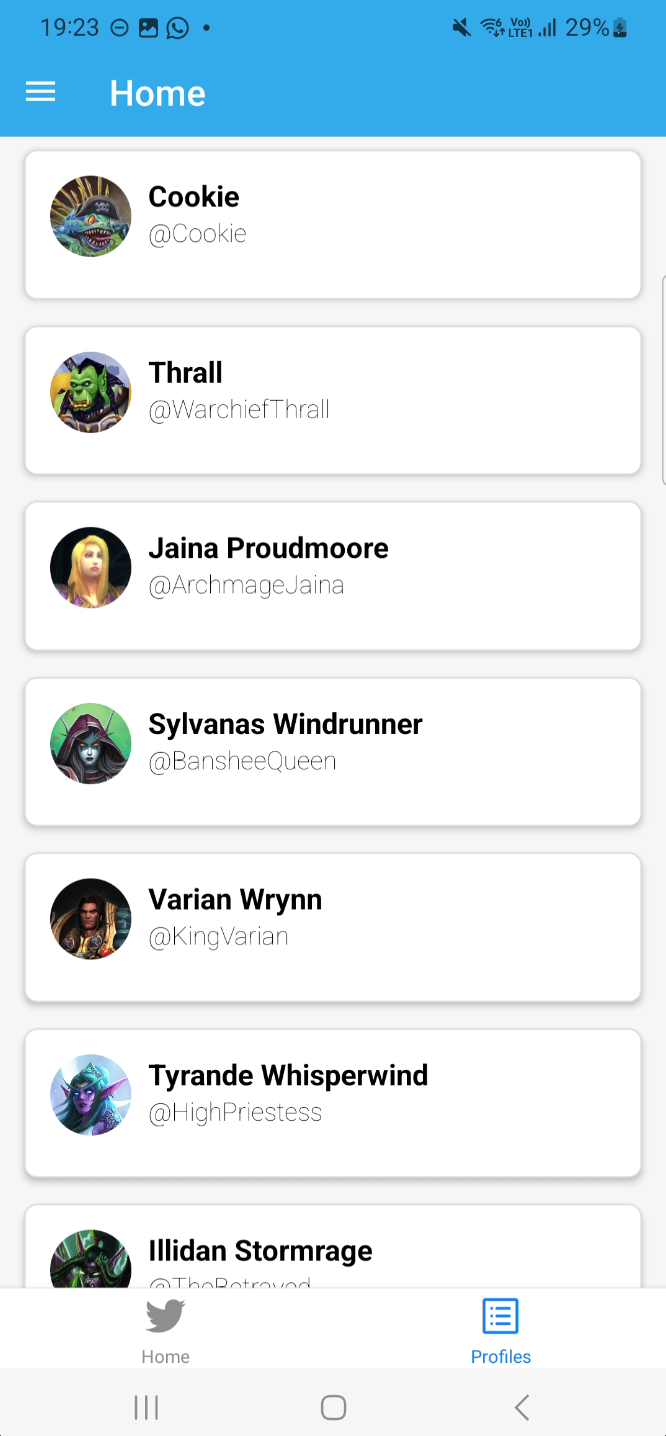 19:23 Vo) 29%
LTE1
Home
Cookie
@Cookie
Thrall
@WarchiefThrall
Jaina Proudmoore
@ArchmageJaina
Sylvanas Windrunner
@BansheeQueen
Varian Wrynn
@KingVarian
Tyrande Whisperwind
@HighPriestess
Illidan Stormrage
@TheBetrayed
Home Profiles